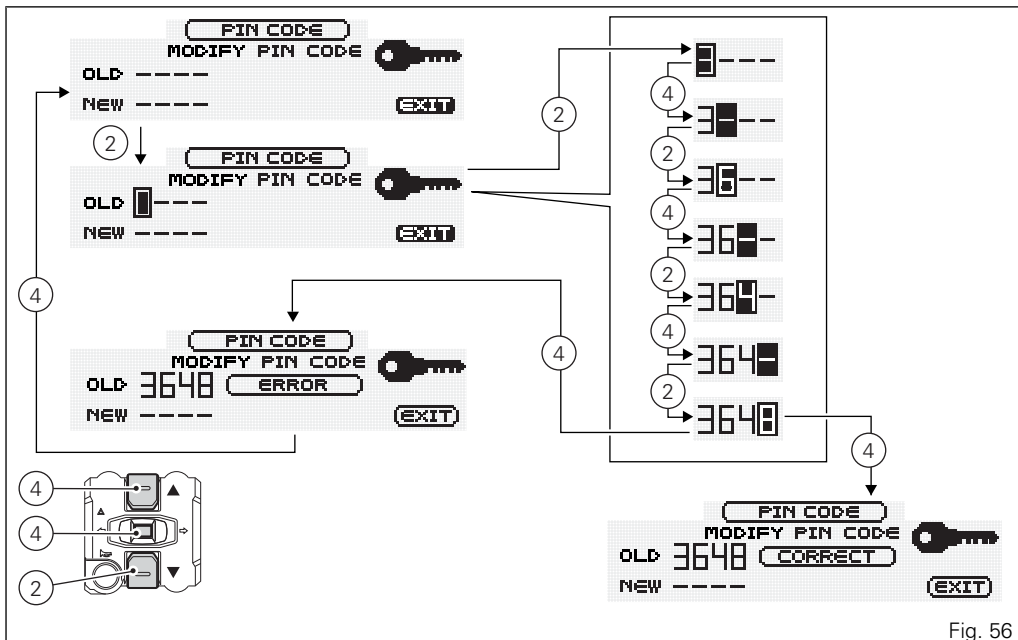 PIN CODE
MODIFY PIN CODE
OLD ----
NEW ----
EXIT
2
PIN CODE
MODIFY PIN CODE
OLD ----
NEW ----
EXIT
2
4
3---
2
36--
4
36--
2
364-
4
364-
2
3648
4
4
4
PIN CODE
MODIFY PIN CODE
OLD 3648 ERROR
NEW ----
EXIT
4
4
2
PIN CODE
MODIFY PIN CODE
OLD 3648 CORRECT
NEW ----
EXIT
Fig. 56